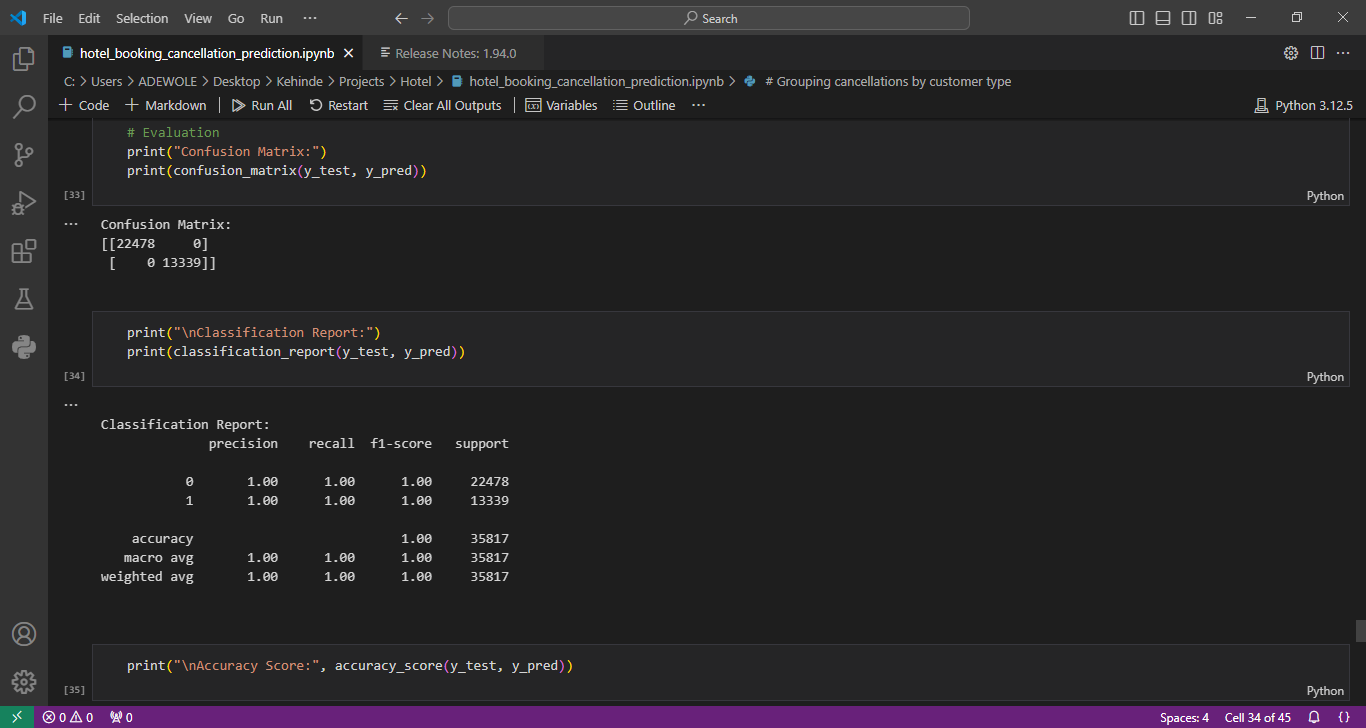 File Edit Selection View Go Run ··· Search
hotel_booking_cancellation_prediction.ipynb Release Notes: 1.94.0
C: > Users > ADEWOLE > Desktop > Kehinde > Projects > Hotel > hotel_booking_cancellation_prediction.ipynb > # Grouping cancellations by customer type
+ Code + Markdown | Run All Restart Clear All Outputs | Variables Outline ··· Python 3.12.5
# Evaluation
print("Confusion Matrix:")
print(confusion_matrix(y_test, y_pred))
[33] Python
··· Confusion Matrix:
[[22478     0]
 [    0 13339]]
print("\nClassification Report:")
print(classification_report(y_test, y_pred))
[34] Python
···
Classification Report:
              precision    recall  f1-score   support
           0       1.00      1.00      1.00     22478
           1       1.00      1.00      1.00     13339
    accuracy                           1.00     35817
   macro avg       1.00      1.00      1.00     35817
weighted avg       1.00      1.00      1.00     35817
print("\nAccuracy Score:", accuracy_score(y_test, y_pred))
[35] Python
0 0 0 Spaces: 4 Cell 34 of 45 {}